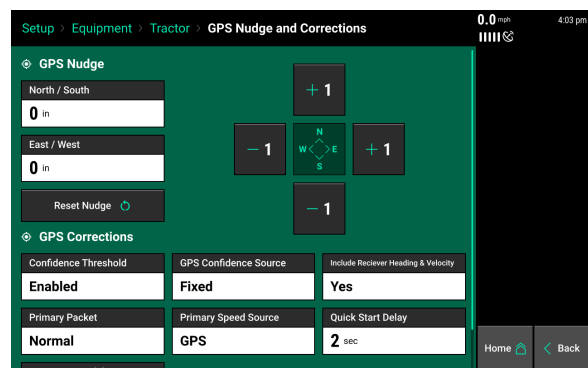 Setup > Equipment > Tractor > GPS Nudge and Corrections
0.0 mph
4:03 pm
GPS Nudge
North / South
0 in
East / West
0 in
Reset Nudge
+ 1
− 1
N
W E
S
+ 1
− 1
GPS Corrections
Confidence Threshold
Enabled
GPS Confidence Source
Fixed
Include Reciever Heading & Velocity
Yes
Primary Packet
Normal
Primary Speed Source
GPS
Quick Start Delay
2 sec
Home
Back